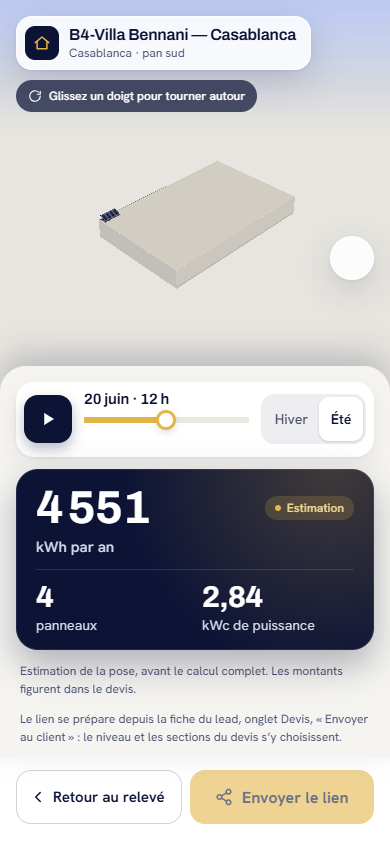 B4-Villa Bennani — Casablanca
Casablanca · pan sud
Glissez un doigt pour tourner autour
20 juin · 12 h
Hiver
Été
4 551
Estimation
kWh par an
4
2,84
panneaux
kWc de puissance
Estimation de la pose, avant le calcul complet. Les montants
figurent dans le devis.
Le lien se prépare depuis la fiche du lead, onglet Devis, « Envoyer
au client » : le niveau et les sections du devis s’y choisissent.
Retour au relevé
Envoyer le lien